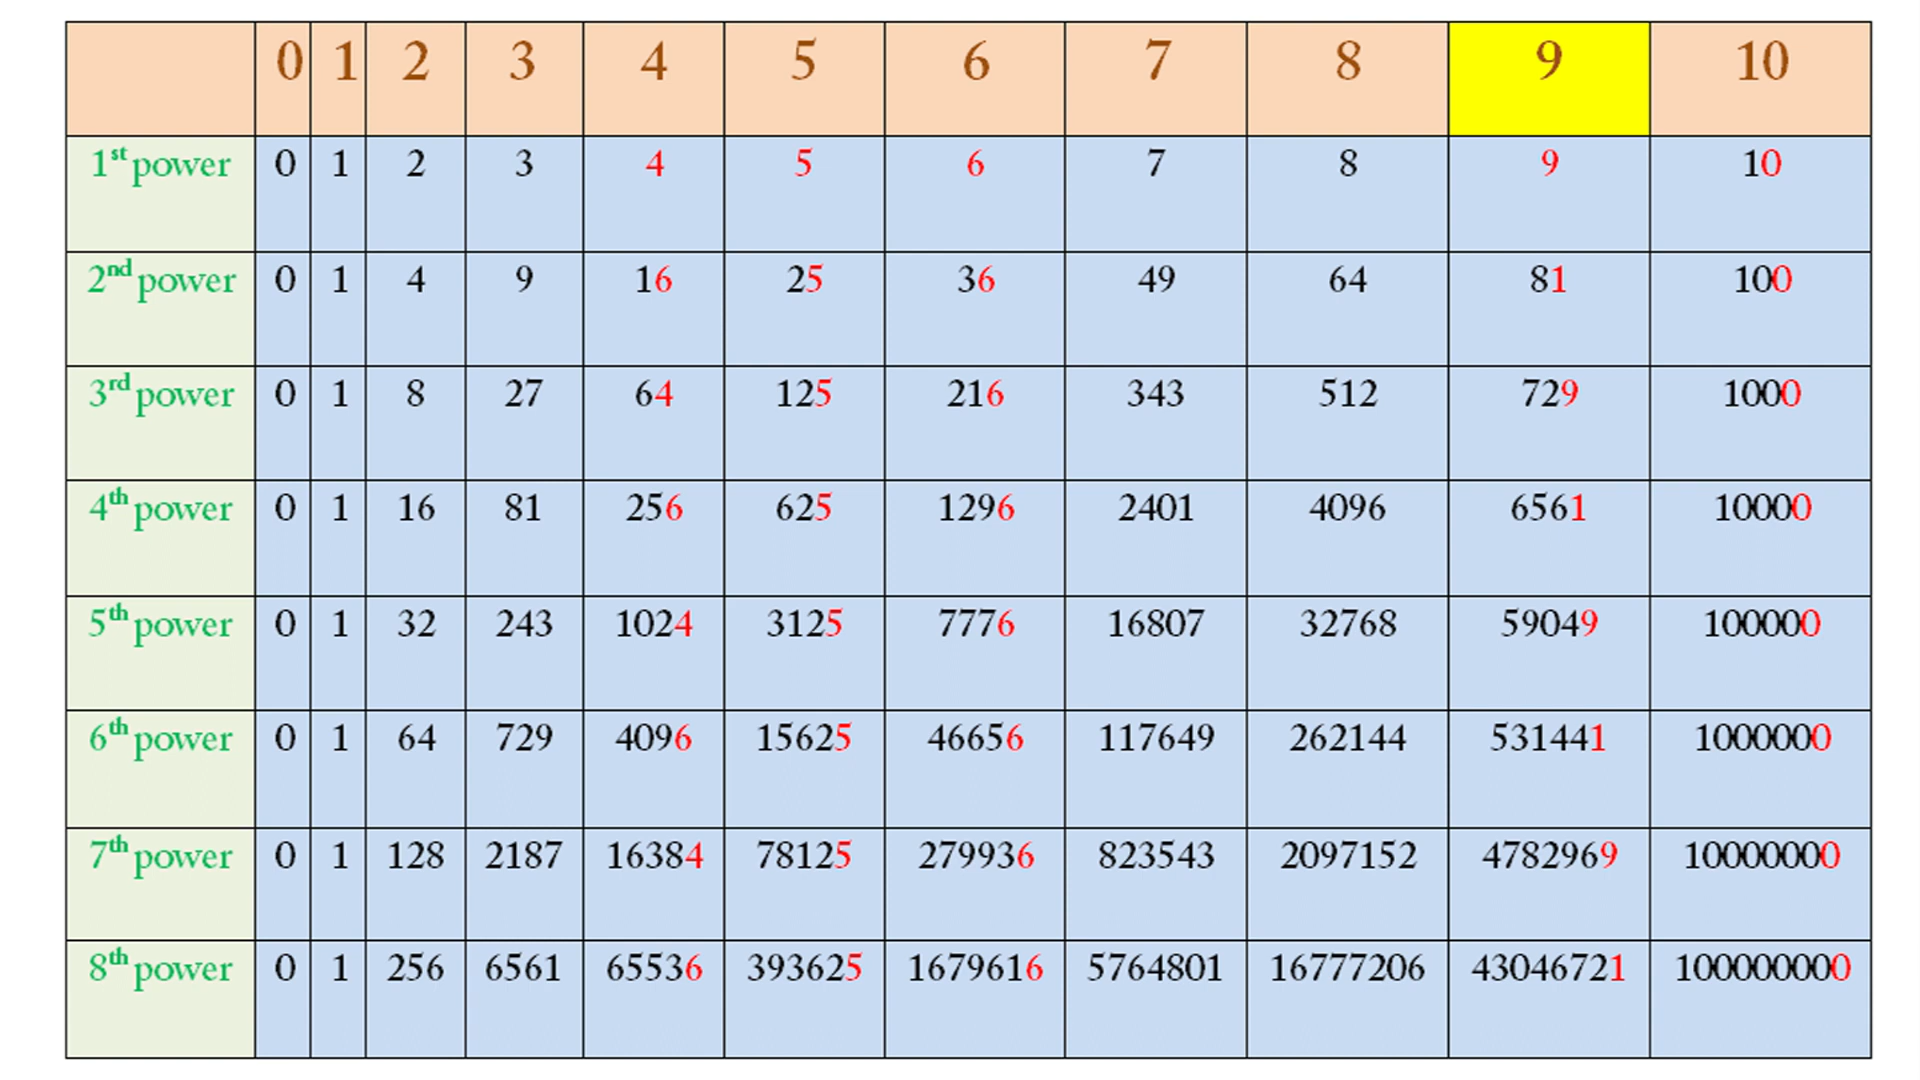 0 1 2 3 4 5 6 7 8 9 10
1st power 0 1 2 3 4 5 6 7 8 9 10
2nd power 0 1 4 9 16 25 36 49 64 81 100
3rd power 0 1 8 27 64 125 216 343 512 729 1000
4th power 0 1 16 81 256 625 1296 2401 4096 6561 10000
5th power 0 1 32 243 1024 3125 7776 16807 32768 59049 100000
6th power 0 1 64 729 4096 15625 46656 117649 262144 531441 1000000
7th power 0 1 128 2187 16384 78125 279936 823543 2097152 4782969 10000000
8th power 0 1 256 6561 65536 393625 1679616 5764801 16777206 43046721 100000000